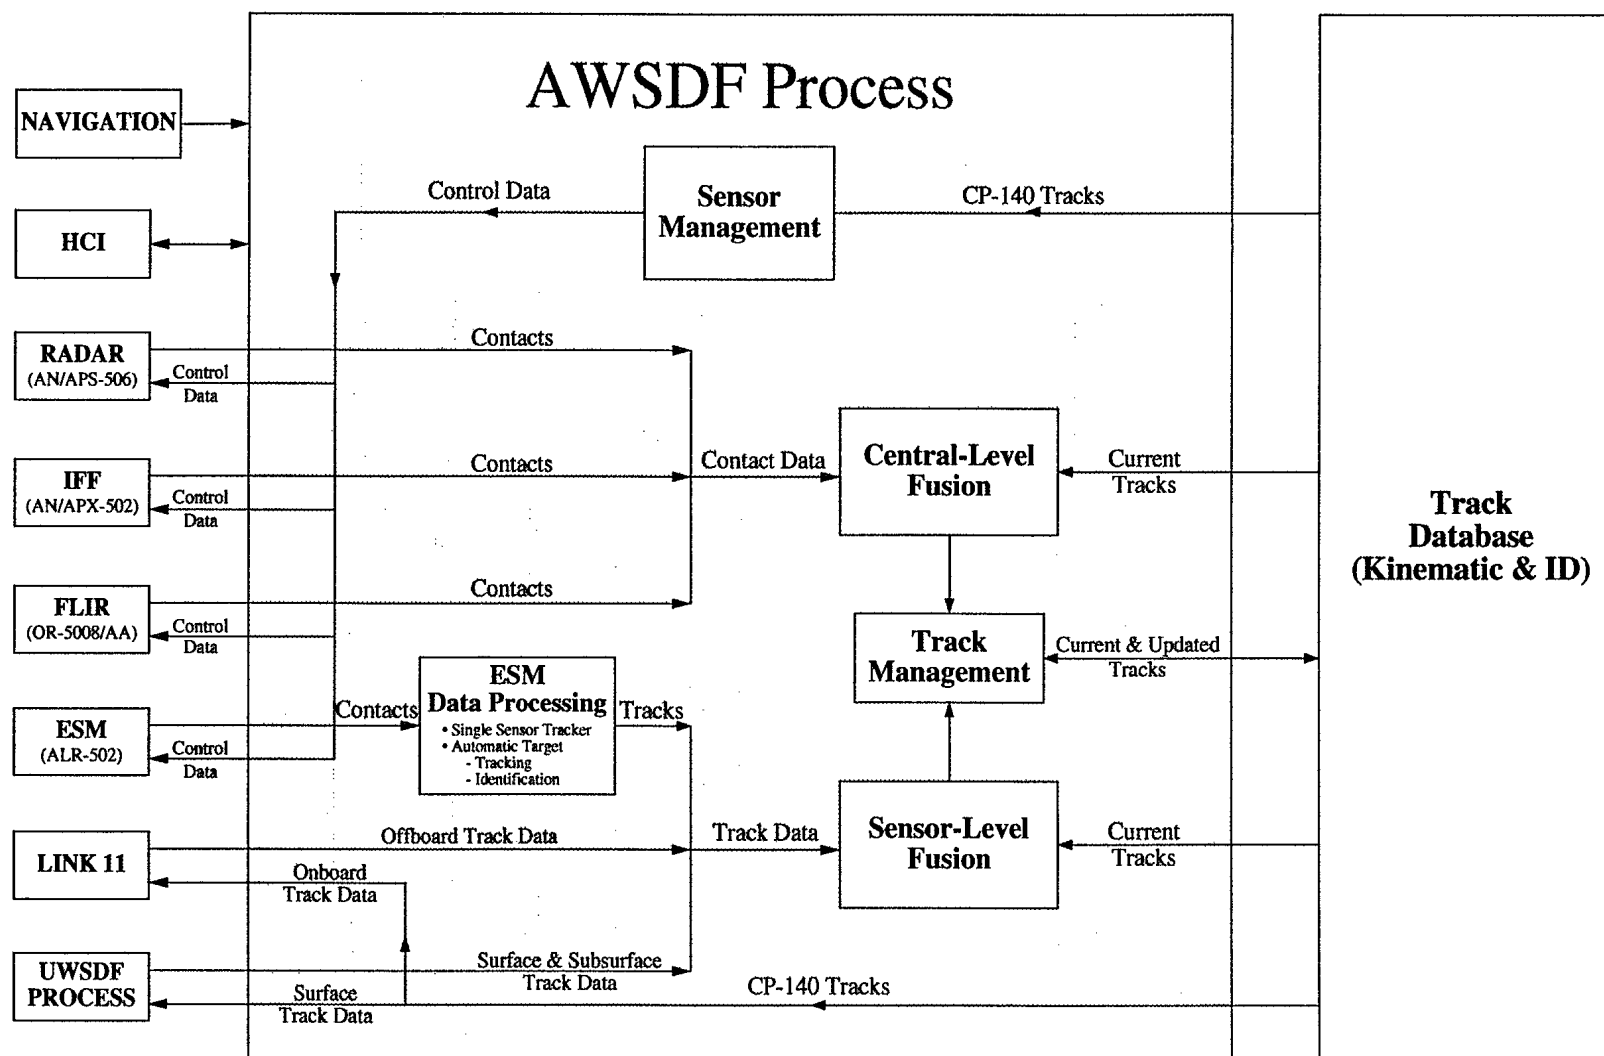 AWSDF Process
NAVIGATION
HCI
Control Data
Sensor
Management
CP-140 Tracks
RADAR
(AN/APS-506)
Control
Data
Contacts
IFF
(AN/APX-502)
Control
Data
Contacts
Contact Data
Central-Level
Fusion
Current
Tracks
Track
Database
(Kinematic & ID)
FLIR
(OR-5008/AA)
Control
Data
Contacts
Track
Management
Current & Updated
Tracks
ESM
(ALR-502)
Control
Data
Contacts
ESM
Data Processing
• Single Sensor Tracker
• Automatic Target
- Tracking
- Identification
Tracks
LINK 11
Offboard Track Data
Onboard
Track Data
Track Data
Sensor-Level
Fusion
Current
Tracks
UWSDF
PROCESS
Surface & Subsurface
Track Data
Surface
Track Data
CP-140 Tracks